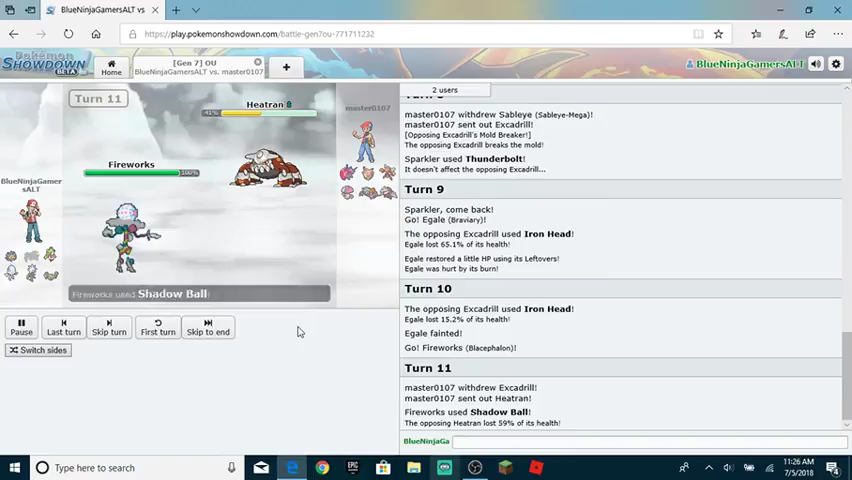 BlueNinjaGamersALT vs
https://play.pokemonshowdown.com/battle-gen7ou-771711232
Pokémon
SHOWDOWN
BETA
Home
[Gen 7] OU
BlueNinjaGamersALT vs. master0107
BlueNinjaGamersALT
2 users
Turn 11
Heatran
41%
master0107
Fireworks
100%
BlueNinjaGamer
sALT
Fireworks used Shadow Ball!
Pause
Last turn
Skip turn
First turn
Skip to end
Switch sides
master0107 withdrew Sableye (Sableye-Mega)!
master0107 sent out Excadrill!
[Opposing Excadrill's Mold Breaker!]
The opposing Excadrill breaks the mold!
Sparkler used Thunderbolt!
It doesn't affect the opposing Excadrill...
Turn 9
Sparkler, come back!
Go! Egale (Braviary)!
The opposing Excadrill used Iron Head!
Egale lost 65.1% of its health!
Egale restored a little HP using its Leftovers!
Egale was hurt by its burn!
Turn 10
The opposing Excadrill used Iron Head!
Egale lost 15.2% of its health!
Egale fainted!
Go! Fireworks (Blacephalon)!
Turn 11
master0107 withdrew Excadrill!
master0107 sent out Heatran!
Fireworks used Shadow Ball!
The opposing Heatran lost 59% of its health!
BlueNinjaGa
Type here to search
EPIC
11:26 AM
7/5/2018
4